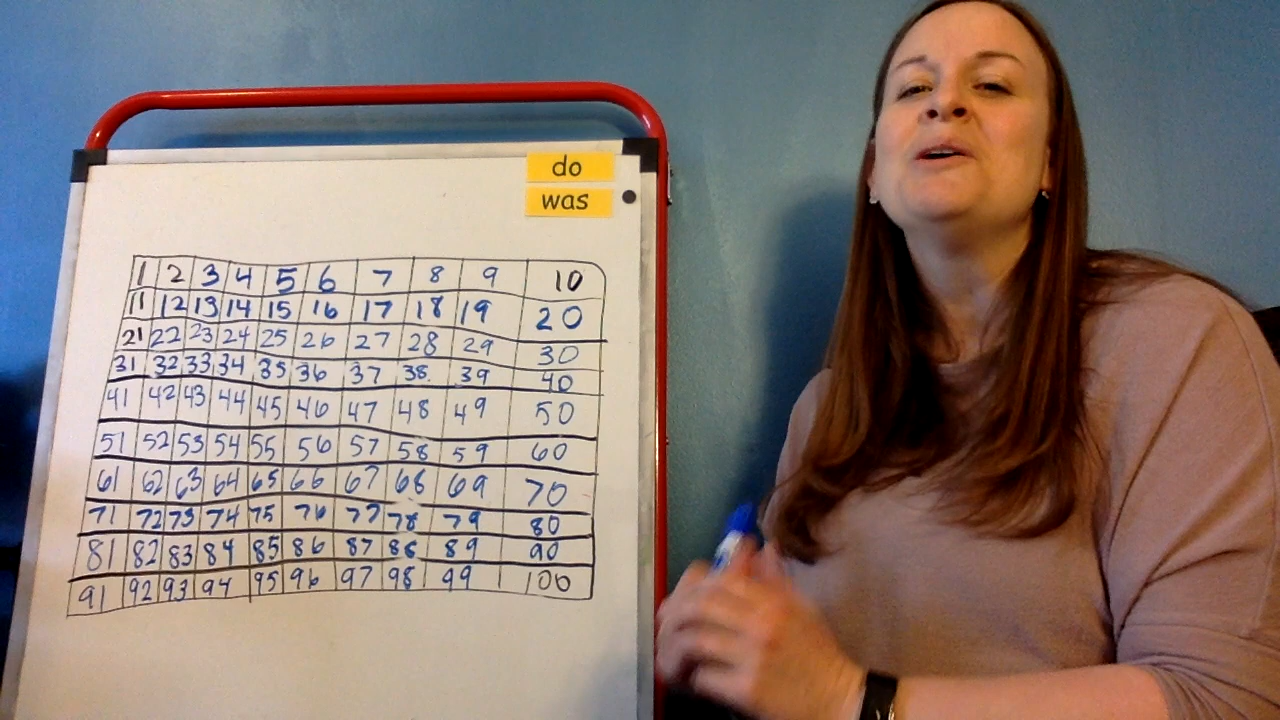 do
was
1 2 3 4 5 6 7 8 9 10
11 12 13 14 15 16 17 18 19 20
21 22 23 24 25 26 27 28 29 30
31 32 33 34 35 36 37 38 39 40
41 42 43 44 45 46 47 48 49 50
51 52 53 54 55 56 57 58 59 60
61 62 63 64 65 66 67 68 69 70
71 72 73 74 75 76 77 78 79 80
81 82 83 84 85 86 87 88 89 90
91 92 93 94 95 96 97 98 99 100